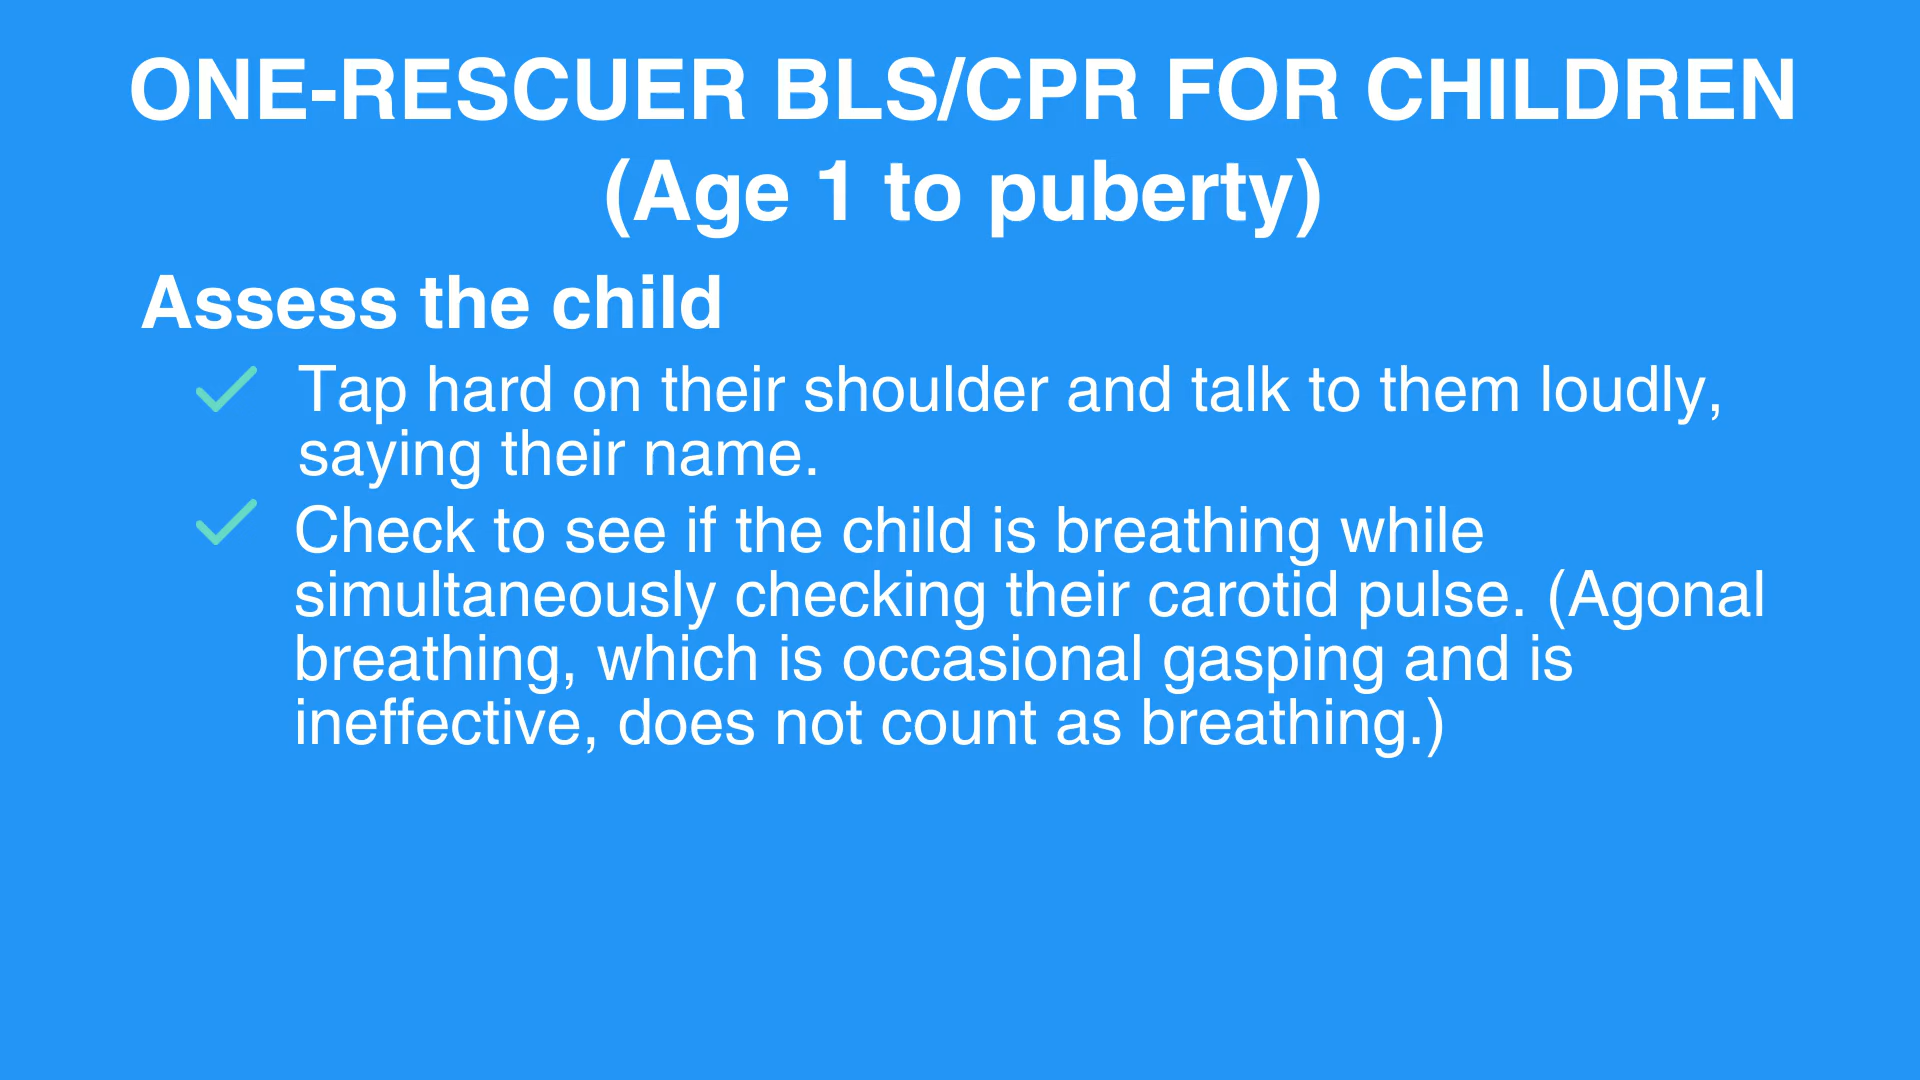 ONE-RESCUER BLS/CPR FOR CHILDREN
(Age 1 to puberty)
Assess the child
Tap hard on their shoulder and talk to them loudly,
saying their name.
Check to see if the child is breathing while
simultaneously checking their carotid pulse. (Agonal
breathing, which is occasional gasping and is
ineffective, does not count as breathing.)